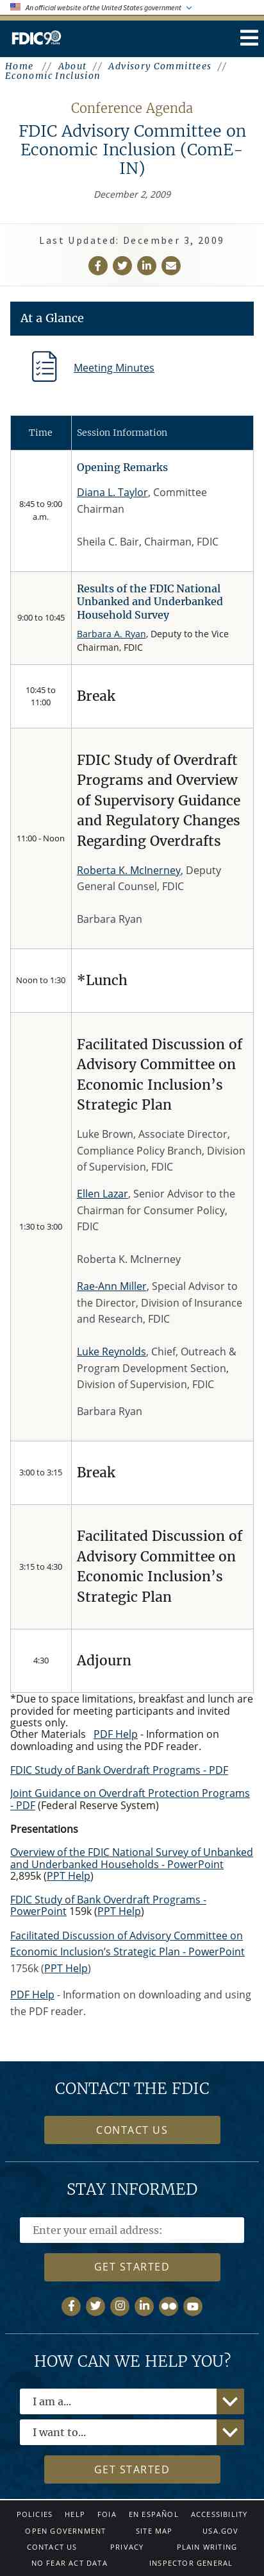 An official website of the United States government
FDIC 90
Home // About // Advisory Committees //
Economic Inclusion
Conference Agenda
FDIC Advisory Committee on
Economic Inclusion (ComE-
IN)
December 2, 2009
Last Updated: December 3, 2009
At a Glance
Meeting Minutes
Time
Session Information
8:45 to 9:00
a.m.
Opening Remarks
Diana L. Taylor, Committee
Chairman
Sheila C. Bair, Chairman, FDIC
9:00 to 10:45
Results of the FDIC National
Unbanked and Underbanked
Household Survey
Barbara A. Ryan, Deputy to the Vice
Chairman, FDIC
10:45 to
11:00
Break
11:00 - Noon
FDIC Study of Overdraft
Programs and Overview
of Supervisory Guidance
and Regulatory Changes
Regarding Overdrafts
Roberta K. McInerney, Deputy
General Counsel, FDIC
Barbara Ryan
Noon to 1:30
*Lunch
1:30 to 3:00
Facilitated Discussion of
Advisory Committee on
Economic Inclusion’s
Strategic Plan
Luke Brown, Associate Director,
Compliance Policy Branch, Division
of Supervision, FDIC
Ellen Lazar, Senior Advisor to the
Chairman for Consumer Policy,
FDIC
Roberta K. McInerney
Rae-Ann Miller, Special Advisor to
the Director, Division of Insurance
and Research, FDIC
Luke Reynolds, Chief, Outreach &
Program Development Section,
Division of Supervision, FDIC
Barbara Ryan
3:00 to 3:15
Break
3:15 to 4:30
Facilitated Discussion of
Advisory Committee on
Economic Inclusion’s
Strategic Plan
4:30
Adjourn
*Due to space limitations, breakfast and lunch are
provided for meeting participants and invited
guests only.
Other Materials PDF Help - Information on
downloading and using the PDF reader.
FDIC Study of Bank Overdraft Programs - PDF
Joint Guidance on Overdraft Protection Programs
- PDF (Federal Reserve System)
Presentations
Overview of the FDIC National Survey of Unbanked
and Underbanked Households - PowerPoint
2,895k (PPT Help)
FDIC Study of Bank Overdraft Programs -
PowerPoint 159k (PPT Help)
Facilitated Discussion of Advisory Committee on
Economic Inclusion’s Strategic Plan - PowerPoint
1756k (PPT Help)
PDF Help - Information on downloading and using
the PDF reader.
CONTACT THE FDIC
CONTACT US
STAY INFORMED
Enter your email address:
GET STARTED
HOW CAN WE HELP YOU?
I am a...
I want to...
GET STARTED
POLICIES HELP FOIA EN ESPAÑOL ACCESSIBILITY
OPEN GOVERNMENT SITE MAP USA.GOV
CONTACT US PRIVACY PLAIN WRITING
NO FEAR ACT DATA INSPECTOR GENERAL